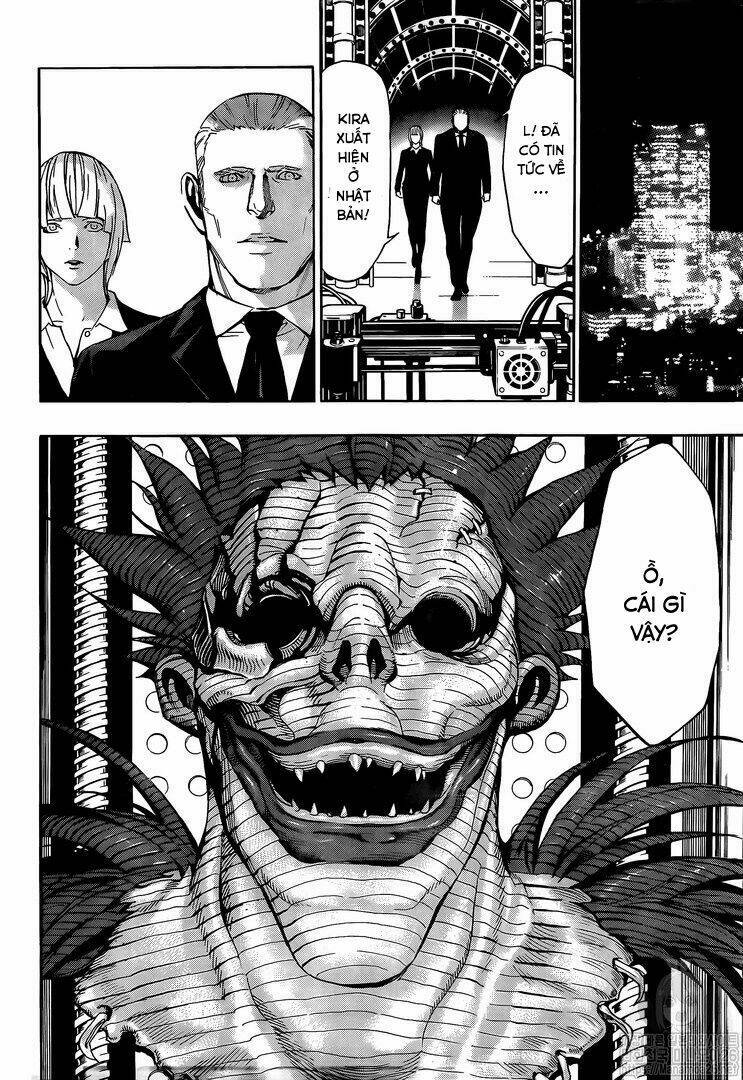 L! ĐÃ
CÓ TIN
TỨC VỀ
...
KIRA
XUẤT
HIỆN
Ở
NHẬT
BẢN!
Ồ,
CÁI GÌ
VẬY?